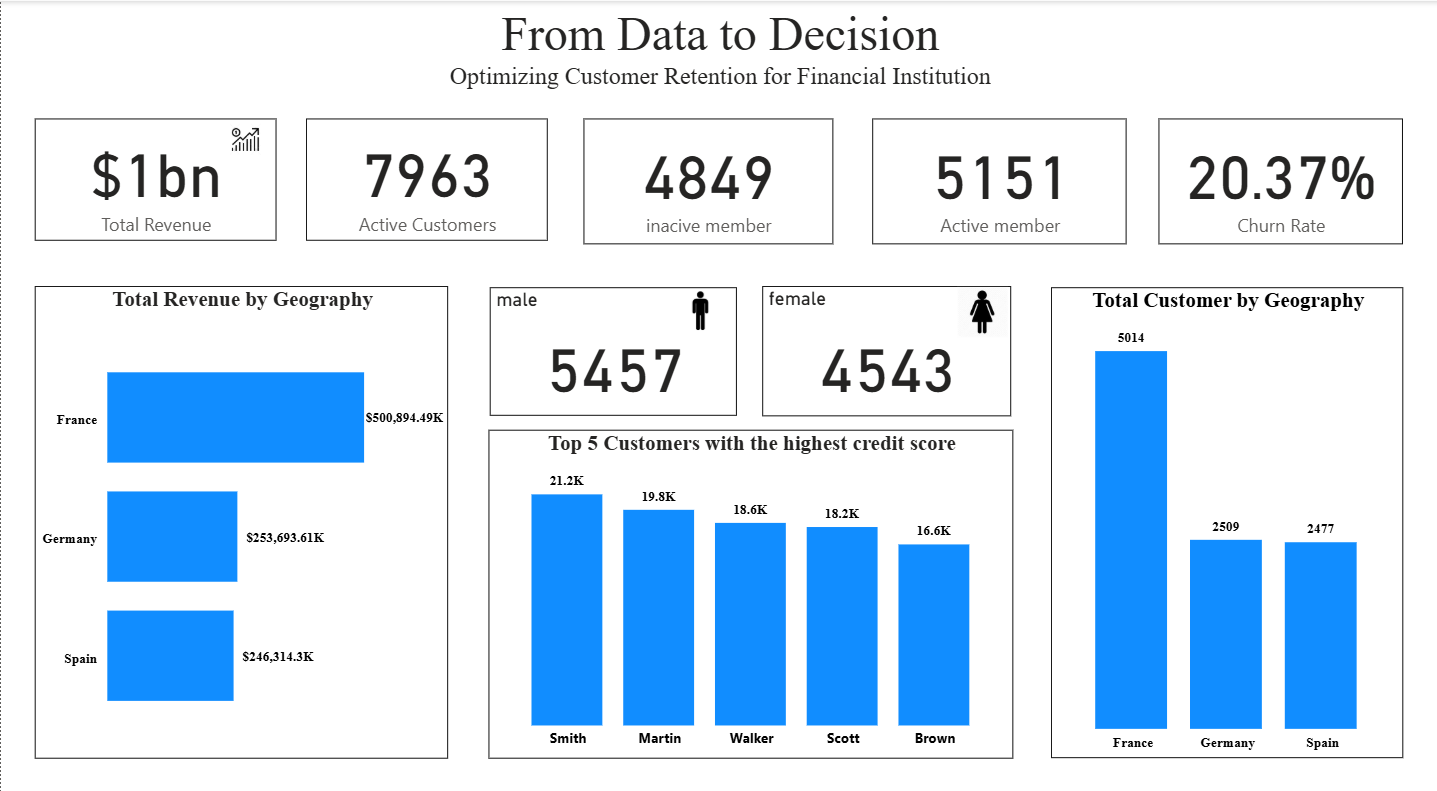 From Data to Decision
Optimizing Customer Retention for Financial Institution
$1bn
Total Revenue
7963
Active Customers
4849
inacive member
5151
Active member
20.37%
Churn Rate
Total Revenue by Geography
France
$500,894.49K
Germany
$253,693.61K
Spain
$246,314.3K
male
5457
female
4543
Top 5 Customers with the highest credit score
21.2K
19.8K
18.6K
18.2K
16.6K
Smith
Martin
Walker
Scott
Brown
Total Customer by Geography
5014
2509
2477
France
Germany
Spain